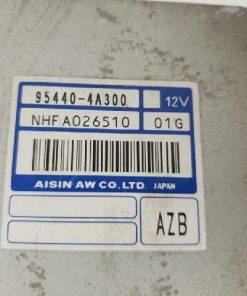 95440-4A300 12V
NHFA026510 01G
AISIN AW CO., LTD. JAPAN
AZB